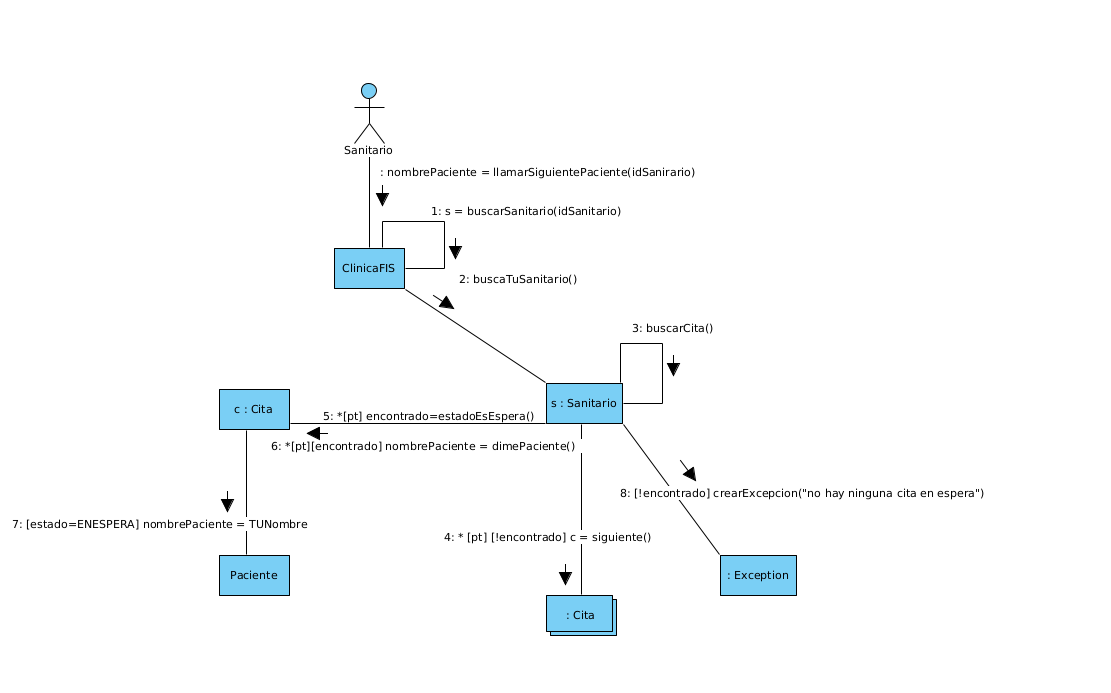 Sanitario
: nombrePaciente = llamarSiguientePaciente(idSanirario)
1: s = buscarSanitario(idSanitario)
ClinicaFIS
2: buscaTuSanitario()
3: buscarCita()
c : Cita
s : Sanitario
5: *[pt] encontrado=estadoEsEspera()
6: *[pt][encontrado] nombrePaciente = dimePaciente()
8: [!encontrado] crearExcepcion("no hay ninguna cita en espera")
7: [estado=ENESPERA] nombrePaciente = TUNombre
4: * [pt] [!encontrado] c = siguiente()
Paciente
: Exception
: Cita